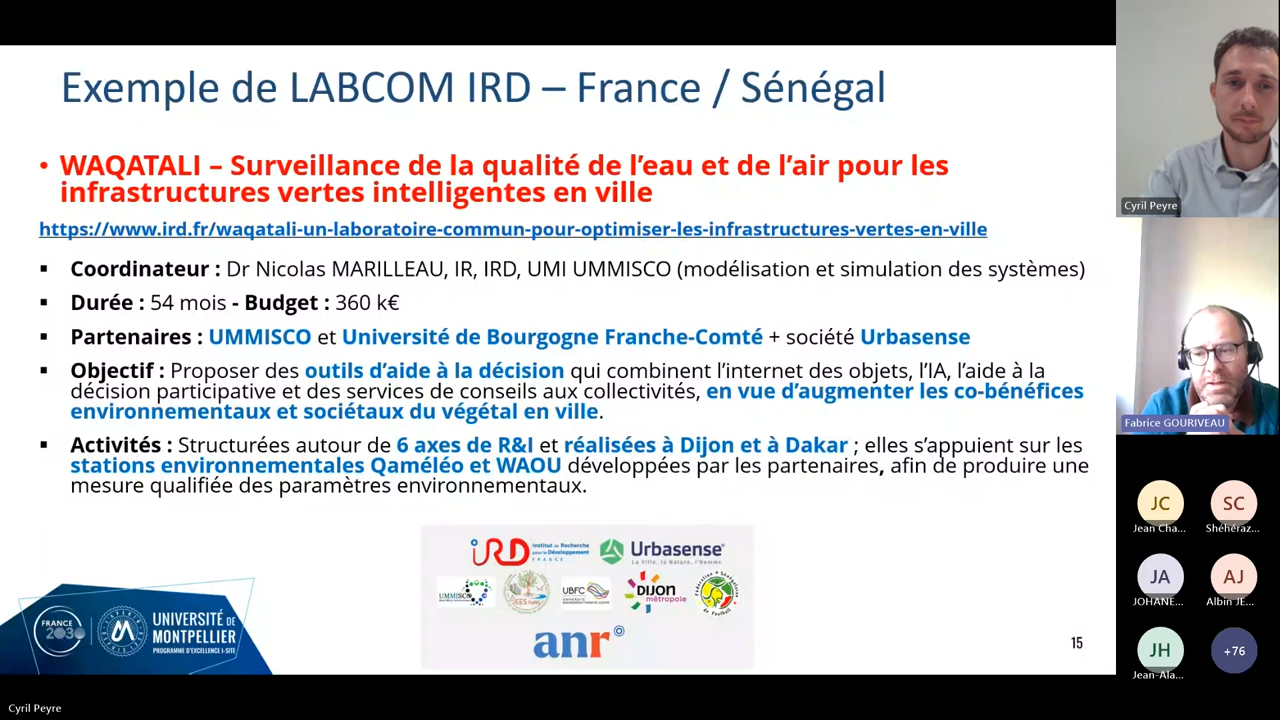 Exemple de LABCOM IRD – France / Sénégal
• WAQATALI – Surveillance de la qualité de l’eau et de l’air pour les
infrastructures vertes intelligentes en ville
https://www.ird.fr/waqatali-un-laboratoire-commun-pour-optimiser-les-infrastructures-vertes-en-ville
▪ Coordinateur : Dr Nicolas MARILLEAU, IR, IRD, UMI UMMISCO (modélisation et simulation des systèmes)
▪ Durée : 54 mois - Budget : 360 k€
▪ Partenaires : UMMISCO et Université de Bourgogne Franche-Comté + société Urbasense
▪ Objectif : Proposer des outils d’aide à la décision qui combinent l’internet des objets, l’IA, l’aide à la
décision participative et des services de conseils aux collectivités, en vue d’augmenter les co-bénéfices
environnementaux et sociétaux du végétal en ville.
▪ Activités : Structurées autour de 6 axes de R&I et réalisées à Dijon et à Dakar ; elles s’appuient sur les
stations environnementales Qaméléo et WAOU développées par les partenaires, afin de produire une
mesure qualifiée des paramètres environnementaux.
IRD
Institut de Recherche
pour le Développement
FRANCE
Urbasense
La Ville, la Nature, l'Homme
UMMISCO
UBFC
DIJON
métropole
anr
FRANCE
2030
UNIVERSITÉ DE
MONTPELLIER
PROGRAMME D'EXCELLENCE I-SITE
15
Cyril Peyre
Fabrice GOURIVEAU
JC
Jean Cha...
SC
Shéhéraz...
JA
JOHANE...
AJ
Albin JE...
JH
Jean-Ala...
+76
Cyril Peyre